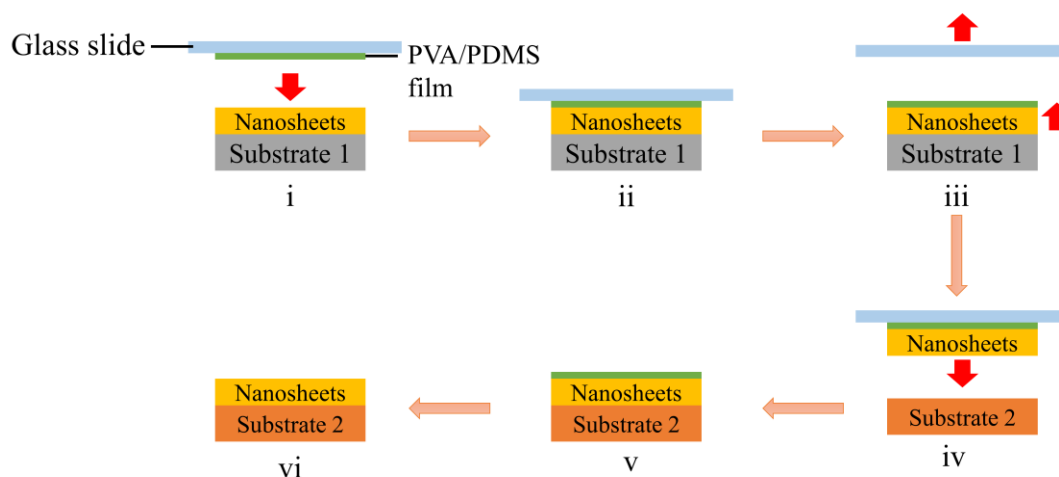 Glass slide
PVA/PDMS
film
Nanosheets
Substrate 1
i
Nanosheets
Substrate 1
ii
Nanosheets
Substrate 1
iii
Nanosheets
Substrate 2
iv
Nanosheets
Substrate 2
v
Nanosheets
Substrate 2
vi